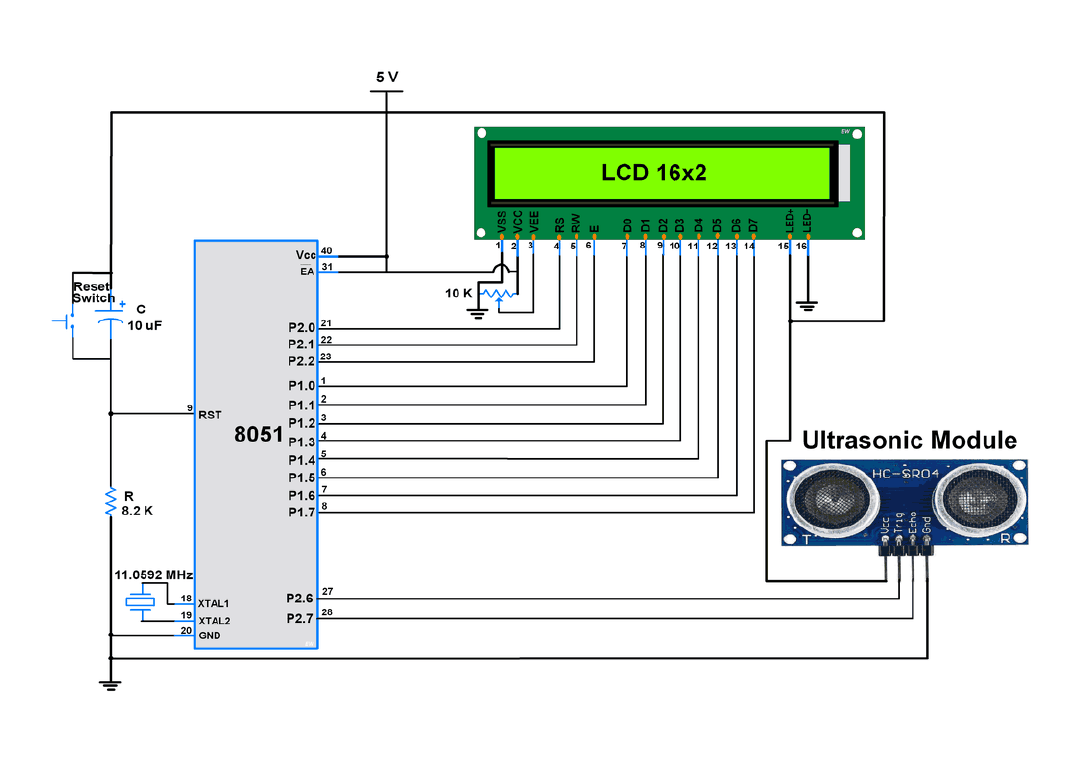 5 V
EW
LCD 16x2
VSS VCC VEE RS RW E D0 D1 D2 D3 D4 D5 D6 D7 LED+ LED-
1 2 3 4 5 6 7 8 9 10 11 12 13 14 15 16
Vcc 40
EA 31
Reset
Switch
+
C
10 uF
10 K
P2.0 21
P2.1 22
P2.2 23
P1.0 1
P1.1 2
9 RST
8051
P1.2 3
P1.3 4
P1.4 5
P1.5 6
P1.6 7
P1.7 8
Ultrasonic Module
HC-SR04
Vcc Trig Echo Gnd
T R
R
8.2 K
11.0592 MHz
18 XTAL1
19 XTAL2
20 GND
P2.6 27
P2.7 28